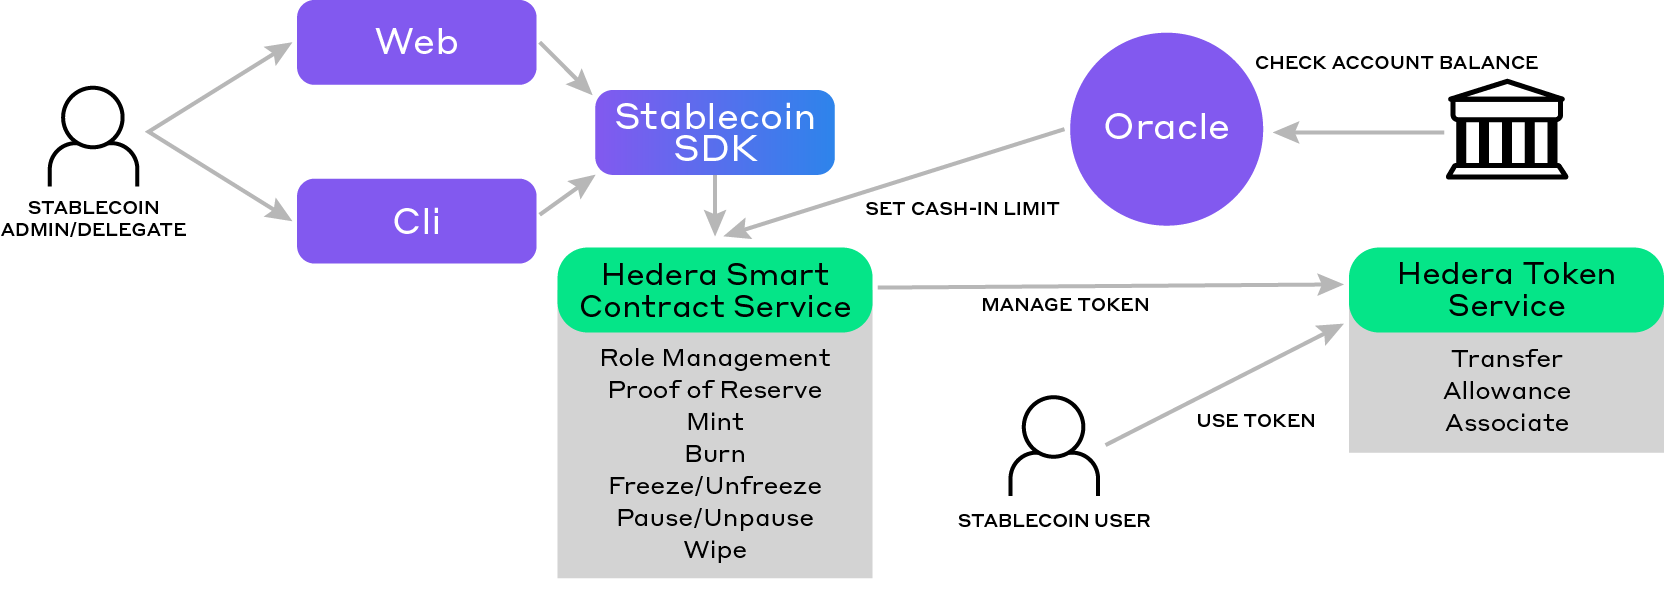 Web
CHECK ACCOUNT BALANCE
Stablecoin
SDK
Oracle
STABLECOIN
ADMIN/DELEGATE
Cli
SET CASH-IN LIMIT
Hedera Smart
Contract Service
MANAGE TOKEN
Hedera Token
Service
Role Management
Proof of Reserve
Mint
Burn
Freeze/Unfreeze
Pause/Unpause
Wipe
Transfer
Allowance
Associate
USE TOKEN
STABLECOIN USER